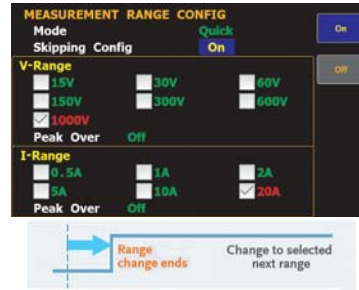 MEASUREMENT RANGE CONFIG
Mode Quick
Skipping Config On
On
Off
V-Range
15V 30V 60V
150V 300V 600V
1000V
Peak Over Off
I-Range
0.5A 1A 2A
5A 10A 20A
Peak Over Off
Range change ends
Change to selected next range